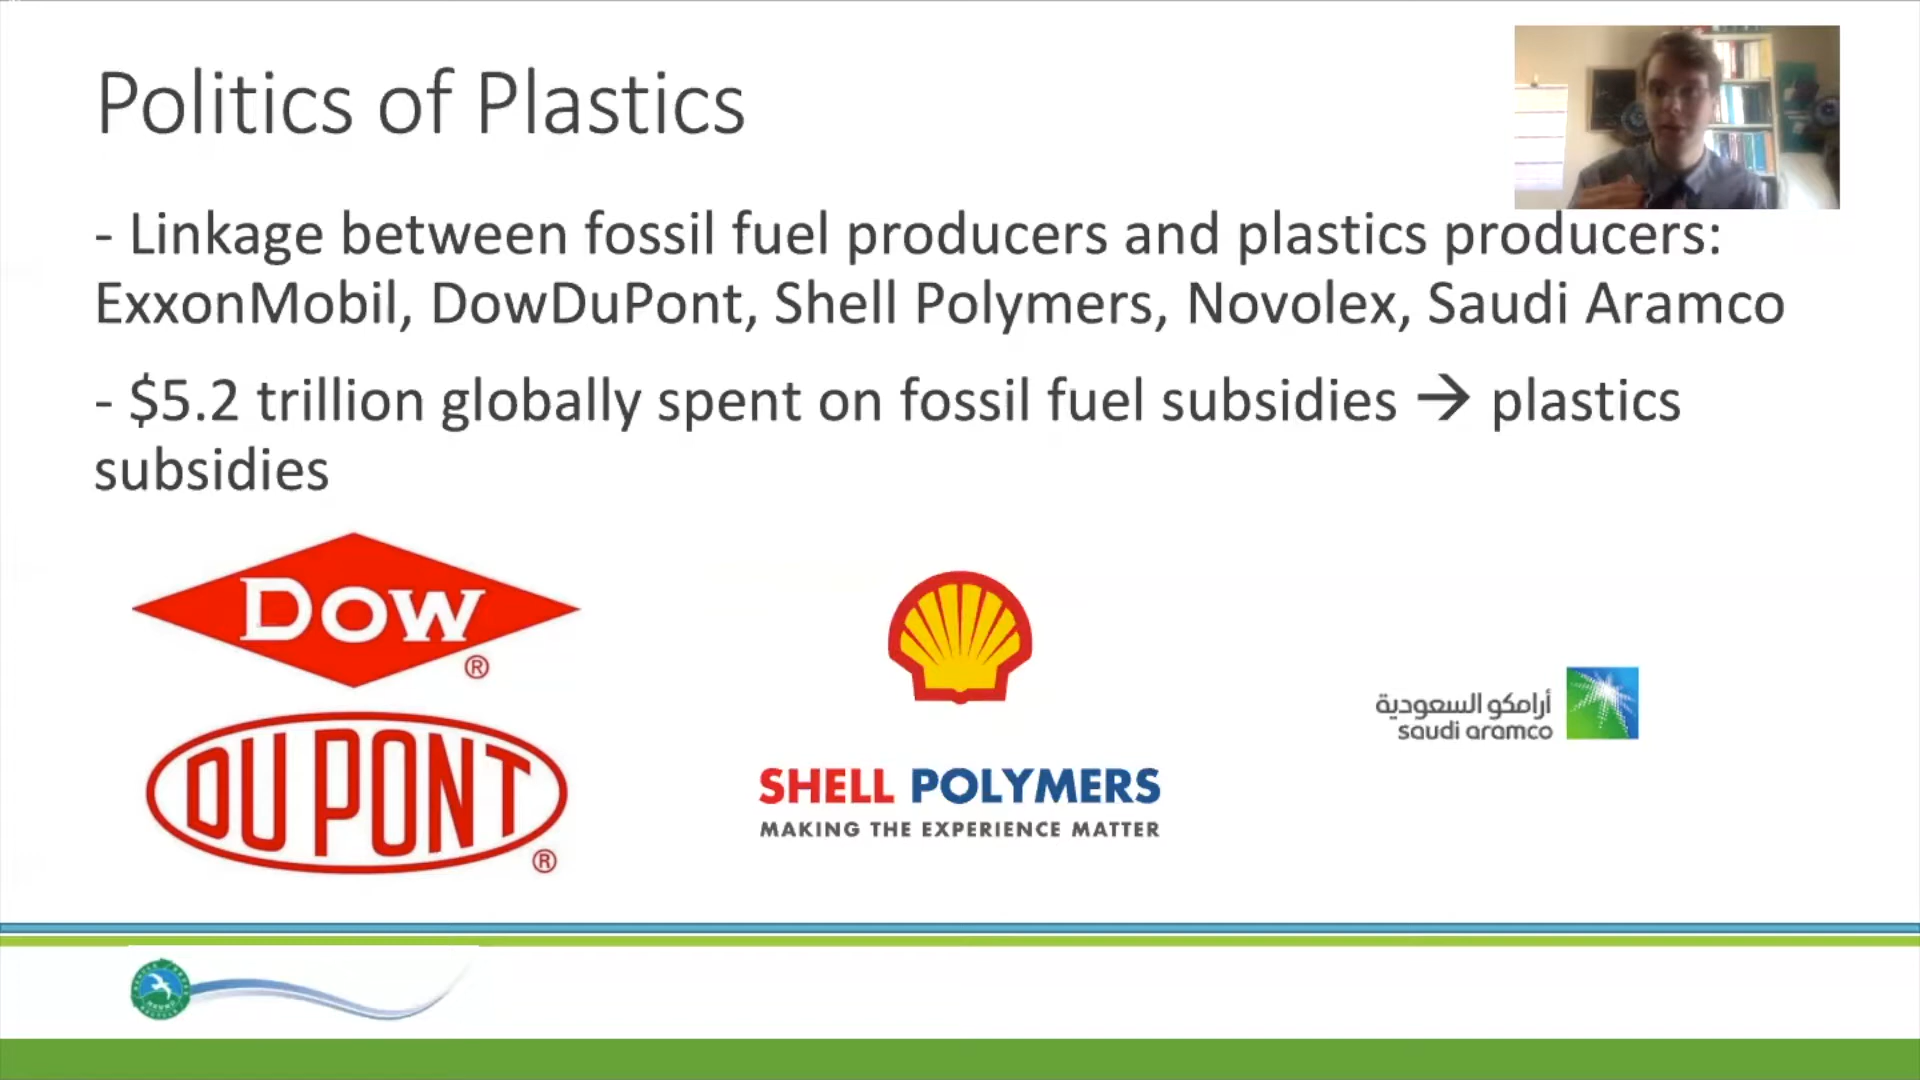 Politics of Plastics
- Linkage between fossil fuel producers and plastics producers:
ExxonMobil, DowDuPont, Shell Polymers, Novolex, Saudi Aramco
- $5.2 trillion globally spent on fossil fuel subsidies → plastics
subsidies
DOW
®
DUPONT
®
SHELL POLYMERS
MAKING THE EXPERIENCE MATTER
أرامكو السعودية
saudi aramco